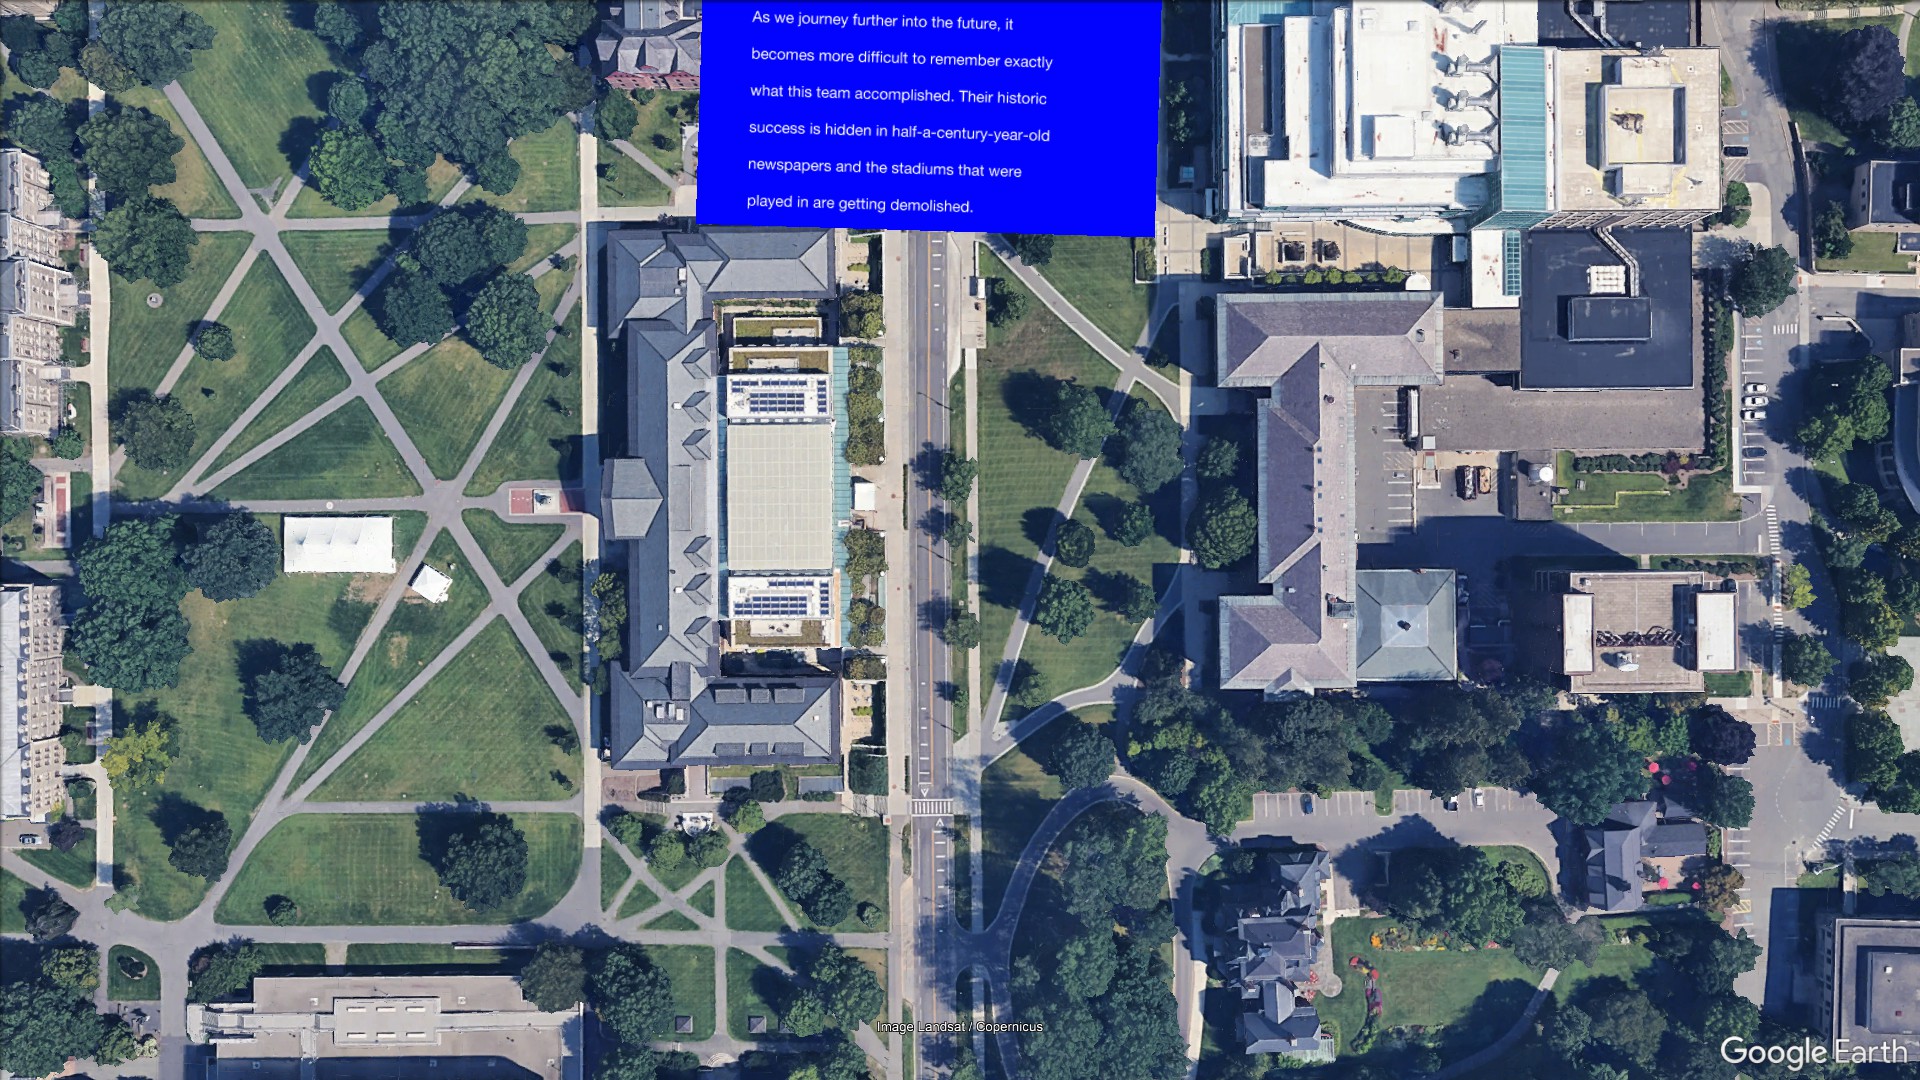 As we journey further into the future, it
becomes more difficult to remember exactly
what this team accomplished. Their historic
success is hidden in half-a-century-year-old
newspapers and the stadiums that were
played in are getting demolished.
Image Landsat / Copernicus
Google Earth